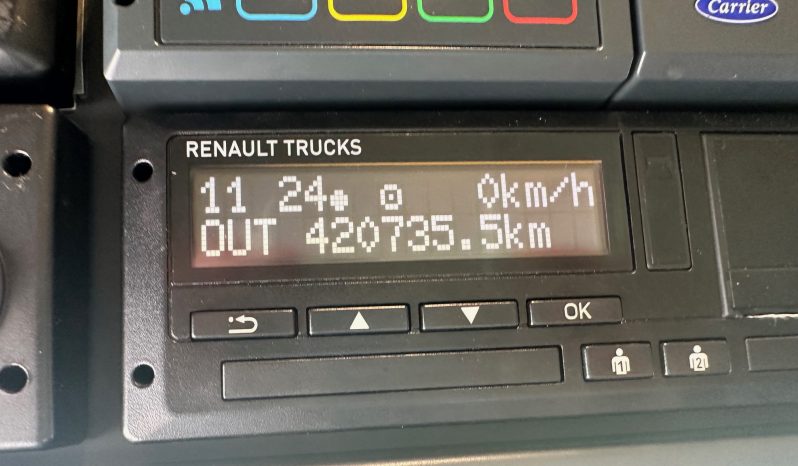 Carrier
RENAULT TRUCKS
11 24 0km/h
OUT 420735.5km
OK
1 2